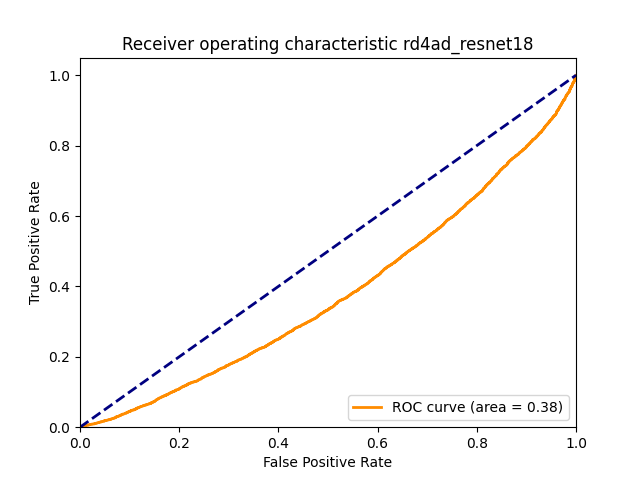 Receiver operating characteristic rd4ad_resnet18
True Positive Rate
1.0
0.8
0.6
0.4
0.2
0.0
0.0 0.2 0.4 0.6 0.8 1.0
False Positive Rate
ROC curve (area = 0.38)